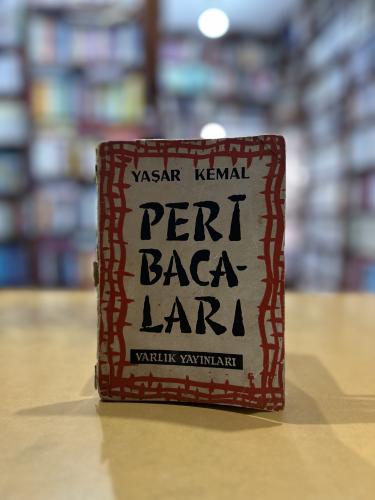 YAŞAR KEMAL
PERİ
BACA-
LARI
VARLIK YAYINLARI